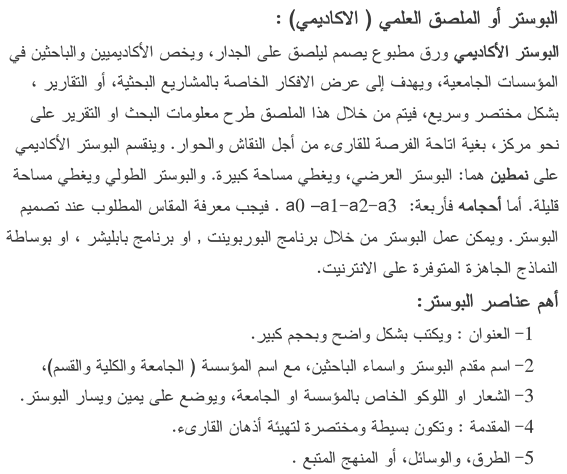 البوستر أو الملصق العلمي ( الاكاديمي) :
البوستر الأكاديمي ورق مطبوع يصمم ليلصق على الجدار، ويخص الأكاديميين والباحثين في
المؤسسات الجامعية، ويهدف إلى عرض الافكار الخاصة بالمشاريع البحثية، أو التقارير ،
بشكل مختصر وسريع، فيتم من خلال هذا الملصق طرح معلومات البحث او التقرير على
نحو مركز، بغية اتاحة الفرصة للقارىء من أجل النقاش والحوار. وينقسم البوستر الأكاديمي
على نمطين هما: البوستر العرضي، ويغطي مساحة كبيرة. والبوستر الطولي ويغطي مساحة
قليلة. أما أحجامه فأربعة: a0 –a1-a2-a3 . فيجب معرفة المقاس المطلوب عند تصميم
البوستر. ويمكن عمل البوستر من خلال برنامج البوربوينت , او برنامج بابليشر ، او بوساطة
النماذج الجاهزة المتوفرة على الانترنيت.
أهم عناصر البوستر:
1- العنوان : ويكتب بشكل واضح وبحجم كبير.
2- اسم مقدم البوستر واسماء الباحثين، مع اسم المؤسسة ( الجامعة والكلية والقسم)،
3- الشعار او اللوكو الخاص بالمؤسسة او الجامعة، ويوضع على يمين ويسار البوستر.
4- المقدمة : وتكون بسيطة ومختصرة لتهيئة أذهان القارىء.
5- الطرق، والوسائل، أو المنهج المتبع .